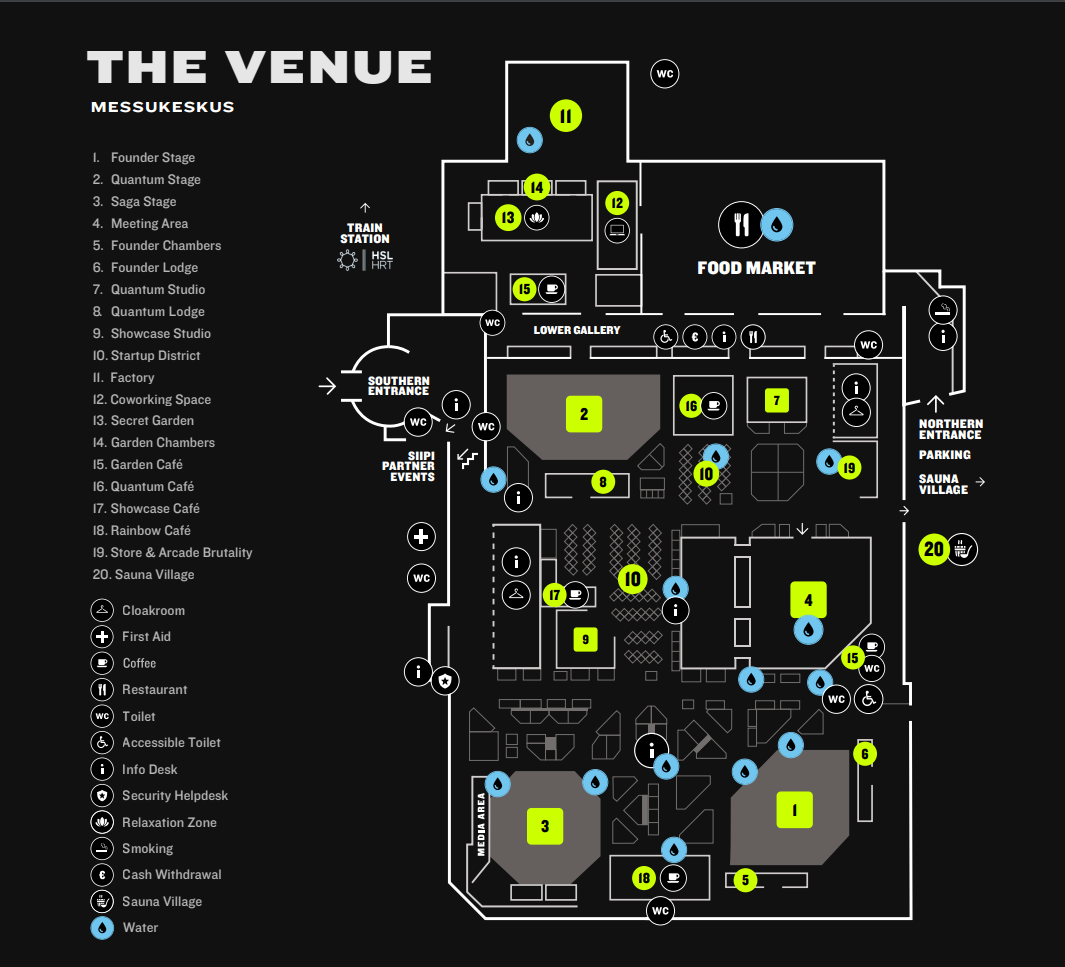 THE VENUE
MESSUKESKUS
1. Founder Stage
2. Quantum Stage
3. Saga Stage
4. Meeting Area
5. Founder Chambers
6. Founder Lodge
7. Quantum Studio
8. Quantum Lodge
9. Showcase Studio
10. Startup District
11. Factory
12. Coworking Space
13. Secret Garden
14. Garden Chambers
15. Garden Café
16. Quantum Café
17. Showcase Café
18. Rainbow Café
19. Store & Arcade Brutality
20. Sauna Village
Cloakroom
First Aid
Coffee
Restaurant
WC Toilet
Accessible Toilet
i Info Desk
Security Helpdesk
Relaxation Zone
Smoking
€ Cash Withdrawal
Sauna Village
Water
WC
11
14
13
12
TRAIN
STATION
HSL
HRT
FOOD MARKET
15
WC
LOWER GALLERY
€
i
i
WC
SOUTHERN
ENTRANCE
i
WC
WC
2
16
7
i
NORTHERN
ENTRANCE
PARKING
SAUNA
VILLAGE
SIIPI
PARTNER
EVENTS
10
19
8
i
20
WC
i
17
10
i
4
9
15
WC
i
WC
i
6
3
1
MEDIA AREA
18
5
WC